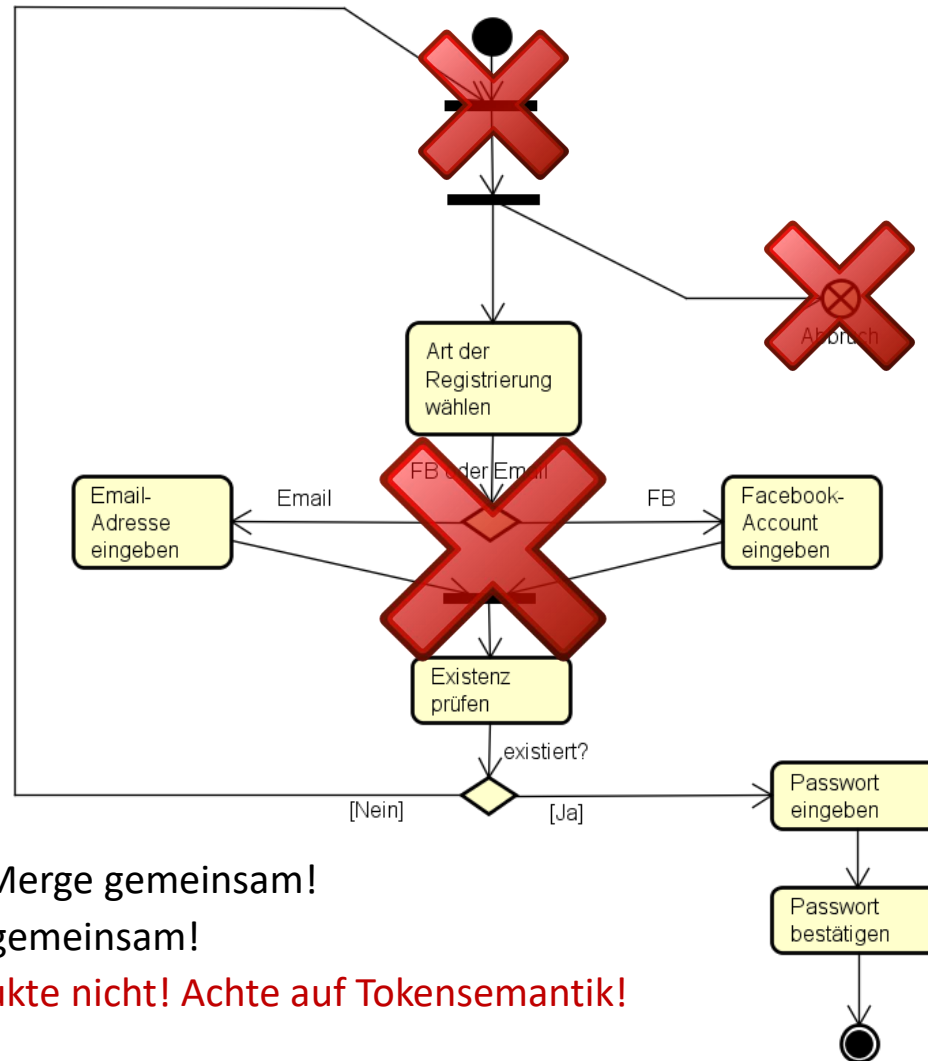 Abbruch
Art der
Registrierung
wählen
FB oder Email
Email-
Adresse
eingeben
Email
FB
Facebook-
Account
eingeben
Existenz
prüfen
existiert?
[Nein]
[Ja]
Passwort
eingeben
Merge gemeinsam!
gemeinsam!
Passwort
bestätigen
nicht! Achte auf Tokensemantik!